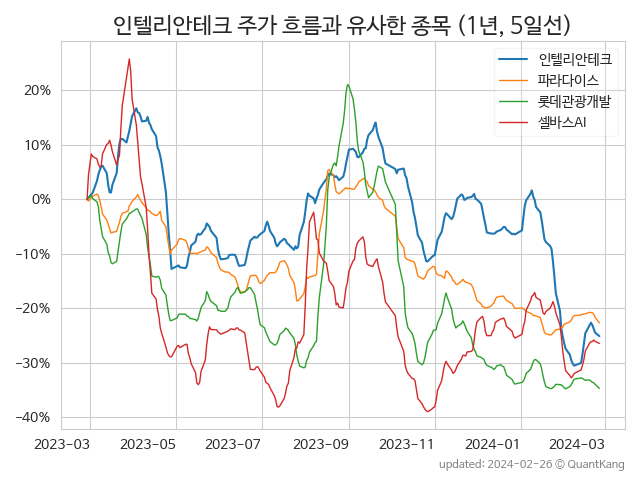 인텔리안테크 주가 흐름과 유사한 종목 (1년, 5일선)
인텔리안테크
파라다이스
롯데관광개발
셀바스AI
20%
10%
0%
−10%
−20%
−30%
−40%
2023-03 2023-05 2023-07 2023-09 2023-11 2024-01 2024-03
updated: 2024-02-26 © QuantKang